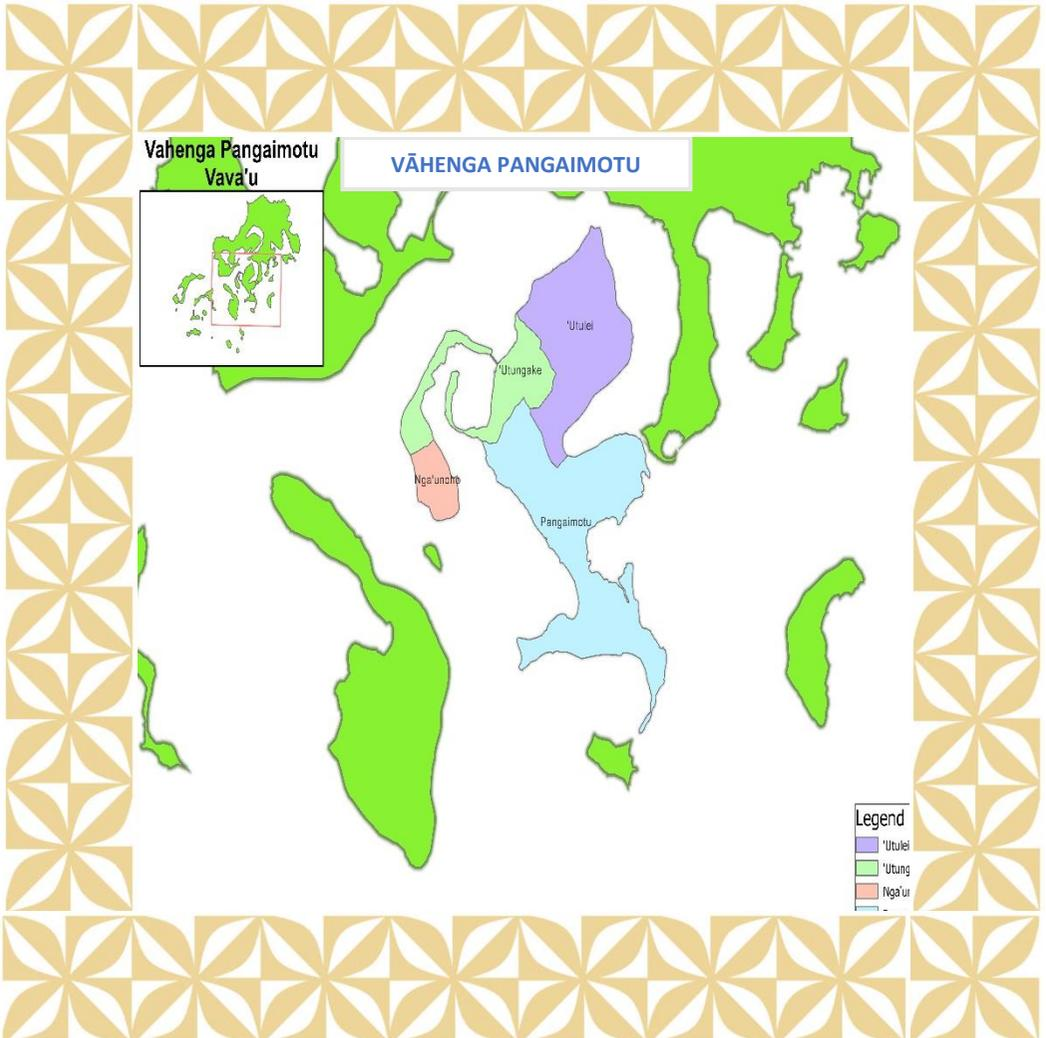 Vahenga Pangaimotu
Vava'u
VĀHENGA PANGAIMOTU
'Utulei
'Utungake
Nga'unoho
Pangaimotu
Legend
'Utulei
'Utung
Nga'ur